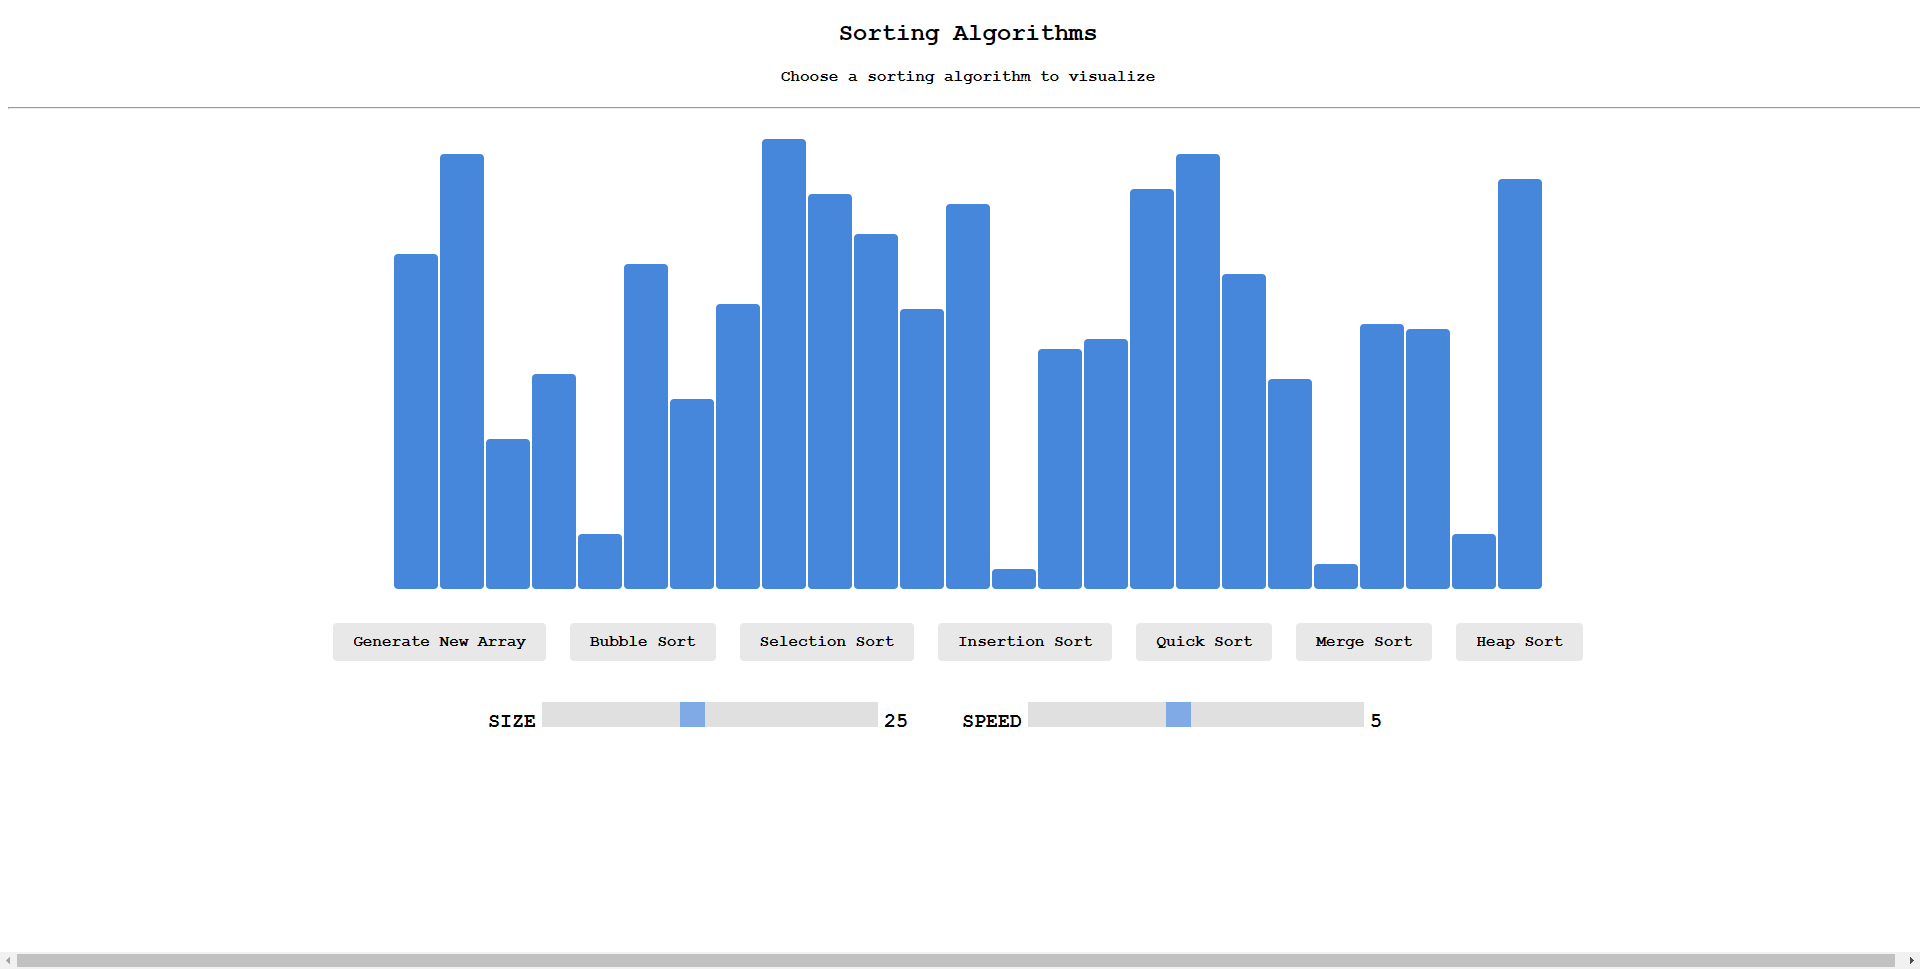 Sorting Algorithms
Choose a sorting algorithm to visualize
Generate New Array Bubble Sort Selection Sort Insertion Sort Quick Sort Merge Sort Heap Sort
SIZE 25 SPEED 5